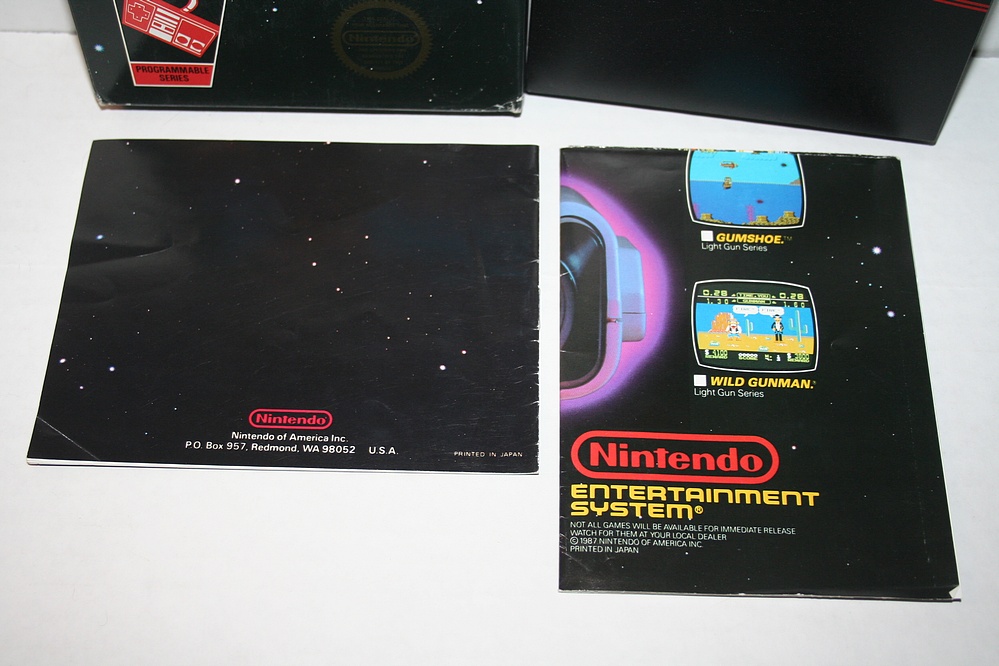 PROGRAMMABLE
SERIES
Nintendo
Nintendo
Nintendo of America Inc.
P.O. Box 957, Redmond, WA 98052 U.S.A.
PRINTED IN JAPAN
GUMSHOE.™
Light Gun Series
WILD GUNMAN.®
Light Gun Series
Nintendo
ENTERTAINMENT
SYSTEM®
NOT ALL GAMES WILL BE AVAILABLE FOR IMMEDIATE RELEASE
WATCH FOR THEM AT YOUR LOCAL DEALER
© 1987 NINTENDO OF AMERICA INC.
PRINTED IN JAPAN